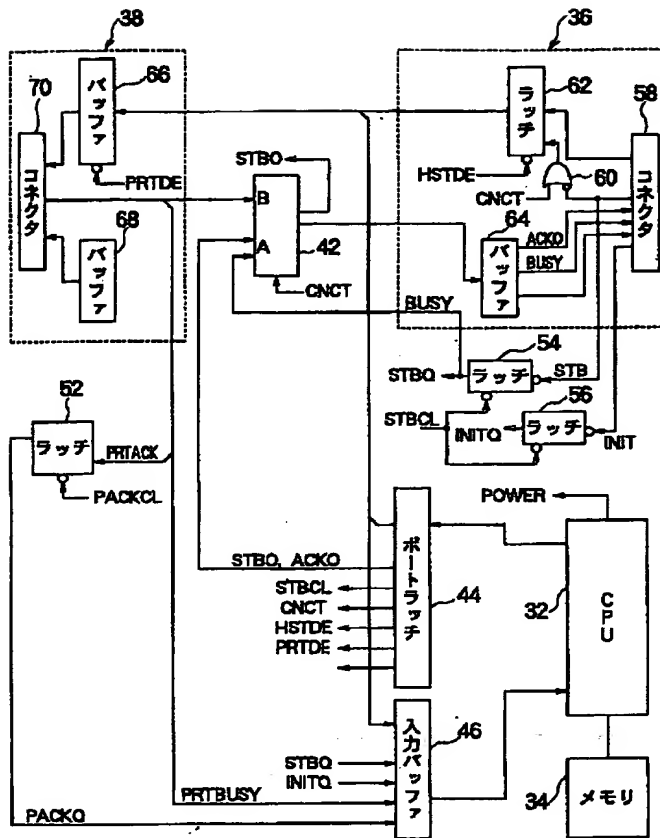 38
36
70
66
バッファ
コネクタ
PRTDE
68
バッファ
STBO
B
A
42
CNCT
62
ラッチ
58
コネクタ
HSTDE
60
CNCT
64
バッファ
ACKO
BUSY
BUSY
54
STBQ
ラッチ
STB
STBCL
56
INITQ
ラッチ
INIT
52
ラッチ
PRTACK
PACKCL
POWER
STBO, ACKO
STBCL
CNCT
HSTDE
PRTDE
ポートラッチ
44
32
CPU
46
入力バッファ
STBQ
INITQ
PRTBUSY
PACKQ
34
メモリ